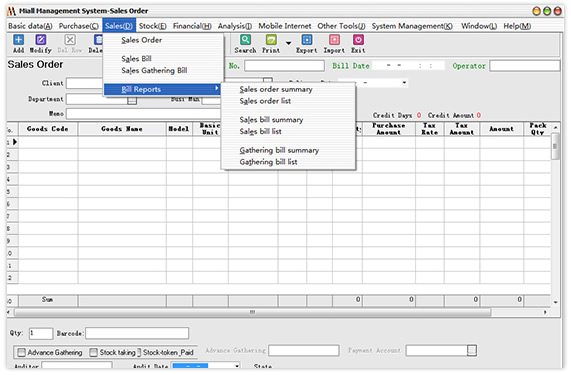 Miall Management System-Sales Order
Basic data(A) Purchase(C) Sales(D) Stock(E) Financial(H) Analysis(I) Mobile Internet Other Tools(J) System Management(K) Window(L) Help(M)
Add Modify Del Row Dele Search Print Export Import Exit
Sales Order
Sales Bill
Sales Gathering Bill
Bill Reports
Sales order summary
Sales order list
Sales bill summary
Sales bill list
Gathering bill summary
Gathering bill list
Sales Order No. Bill Date - - : : Operator
Client - -
Department Busi Man
Memo Credit Days 0 Credit Amount 0
o. Goods Code Goods Name Model Basic Unit Purchase Amount Tax Rate Tax Amount Amount Pack Qty
1
2
3
4
5
6
7
8
9
10
11
12
Sum 0 0 0 0
Qty: 1 Barcode:
Advance Gathering Stock taking Stock-token_Paid Advance Gathering Payment Account
Auditor Audit Date - - State